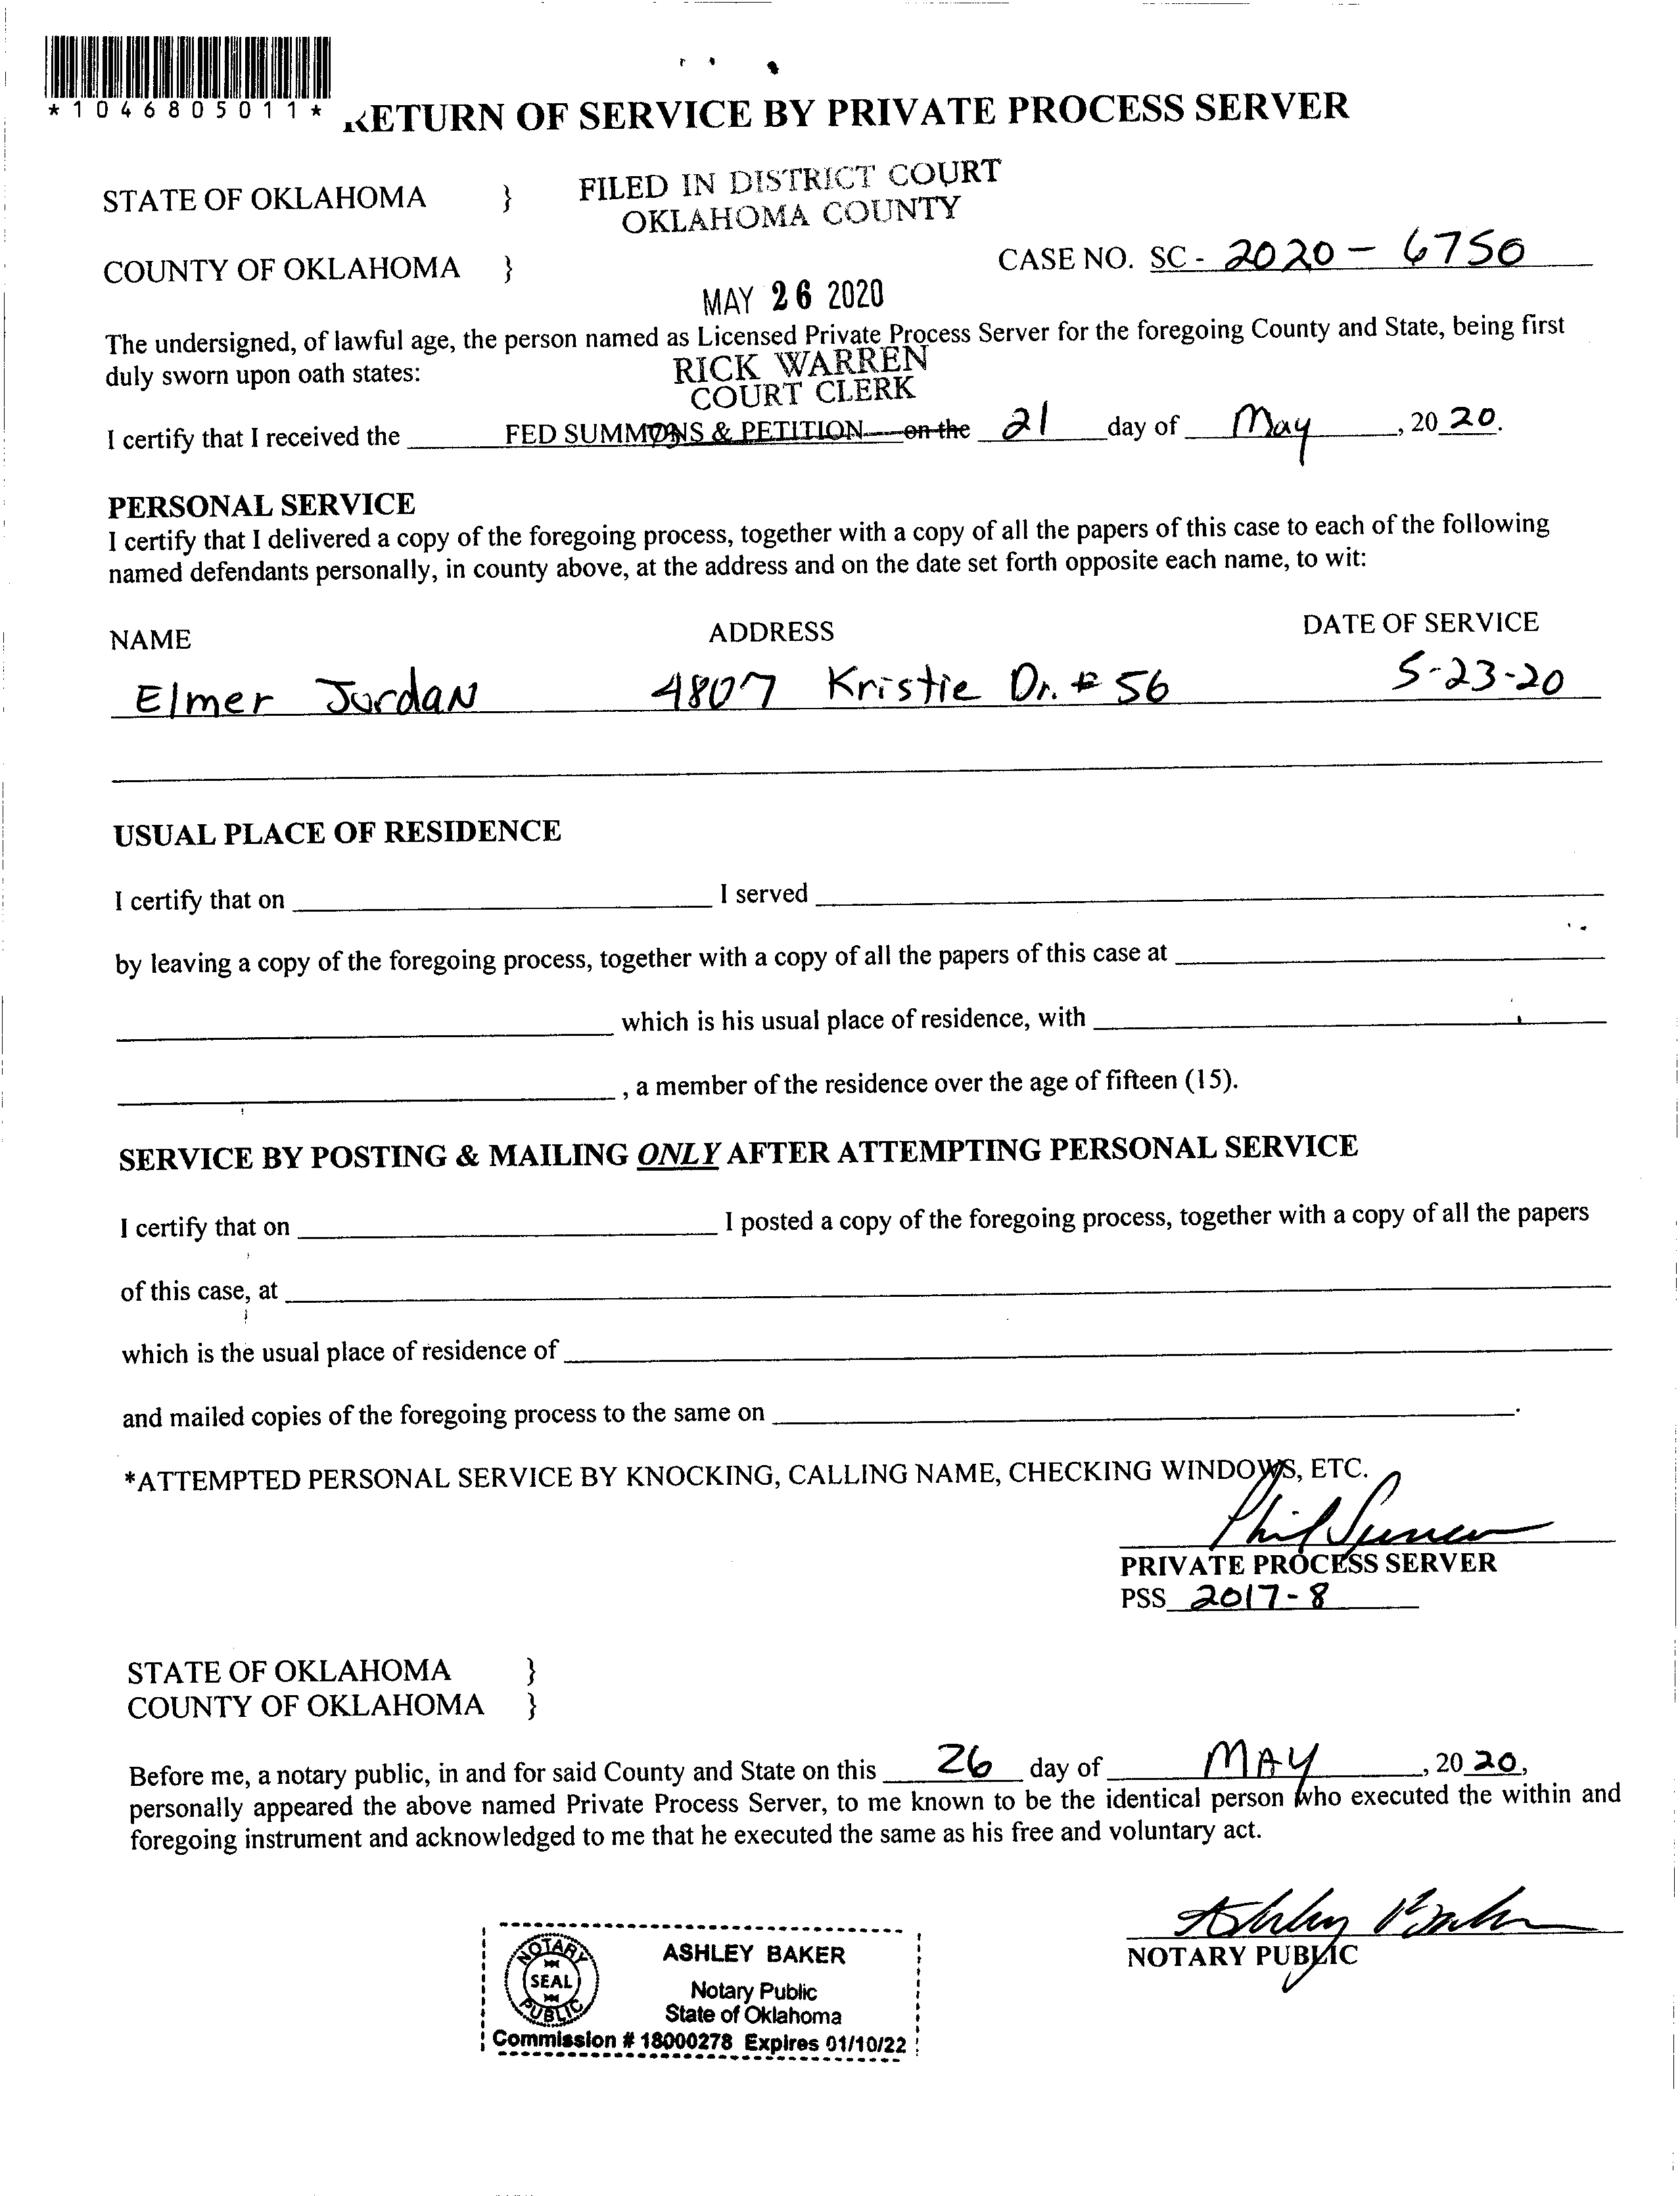 *1046805011*
RETURN OF SERVICE BY PRIVATE PROCESS SERVER
STATE OF OKLAHOMA }
FILED IN DISTRICT COURT
OKLAHOMA COUNTY
COUNTY OF OKLAHOMA }
CASE NO. SC - 2020 - 6750
MAY 26 2020
The undersigned, of lawful age, the person named as Licensed Private Process Server for the foregoing County and State, being first
duly sworn upon oath states:
RICK WARREN
COURT CLERK
I certify that I received the FED SUMMONS & PETITION on the 21 day of May, 20 20.
PERSONAL SERVICE
I certify that I delivered a copy of the foregoing process, together with a copy of all the papers of this case to each of the following
named defendants personally, in county above, at the address and on the date set forth opposite each name, to wit:
NAME ADDRESS DATE OF SERVICE
Elmer Jordan 4807 Kristie Dr. # 56 5-23-20
USUAL PLACE OF RESIDENCE
I certify that on I served
by leaving a copy of the foregoing process, together with a copy of all the papers of this case at
which is his usual place of residence, with
, a member of the residence over the age of fifteen (15).
SERVICE BY POSTING & MAILING ONLY AFTER ATTEMPTING PERSONAL SERVICE
I certify that on I posted a copy of the foregoing process, together with a copy of all the papers
of this case, at
which is the usual place of residence of
and mailed copies of the foregoing process to the same on .
*ATTEMPTED PERSONAL SERVICE BY KNOCKING, CALLING NAME, CHECKING WINDOWS, ETC.
Phil
PRIVATE PROCESS SERVER
PSS 2017-8
STATE OF OKLAHOMA }
COUNTY OF OKLAHOMA }
Before me, a notary public, in and for said County and State on this 26 day of MAY, 20 20,
personally appeared the above named Private Process Server, to me known to be the identical person who executed the within and
foregoing instrument and acknowledged to me that he executed the same as his free and voluntary act.
Ashley Baker
NOTARY PUBLIC
NOTARY
SEAL
PUBLIC
ASHLEY BAKER
Notary Public
State of Oklahoma
Commission # 18000278 Expires 01/10/22